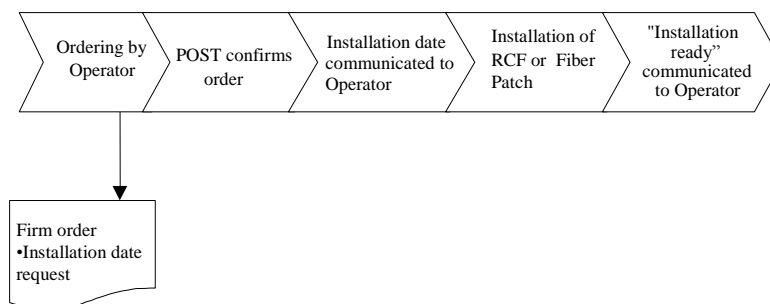 Ordering by
Operator
POST confirms
order
Installation date
communicated to
Operator
Installation of
RCF or  Fiber
Patch
"Installation
ready”
communicated
to Operator
Firm order
•Installation date
request